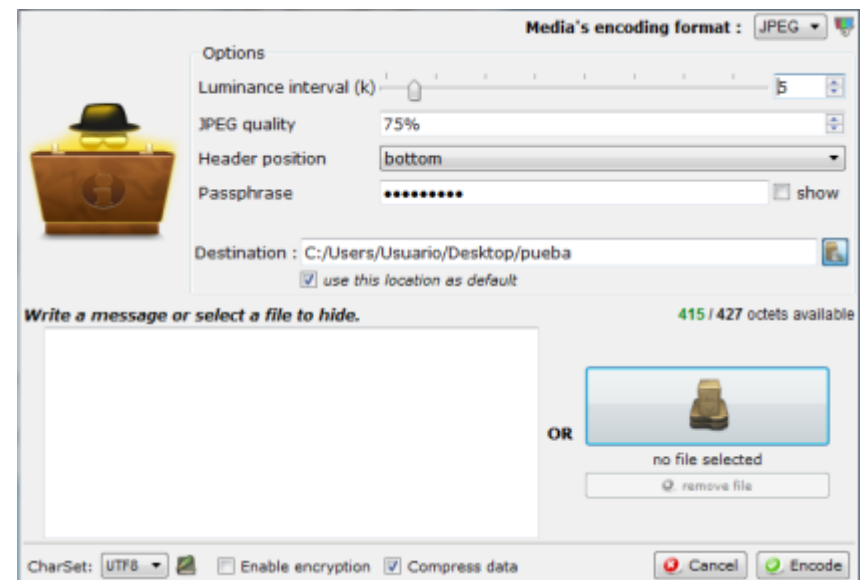 Media's encoding format : JPEG
Options
Luminance interval (k) 5
JPEG quality 75%
Header position bottom
Passphrase ●●●●●●●●● show
Destination : C:/Users/Usuario/Desktop/pueba
use this location as default
Write a message or select a file to hide. 415 / 427 octets available
OR
no file selected
remove file
CharSet: UTF8 Enable encryption Compress data Cancel Encode